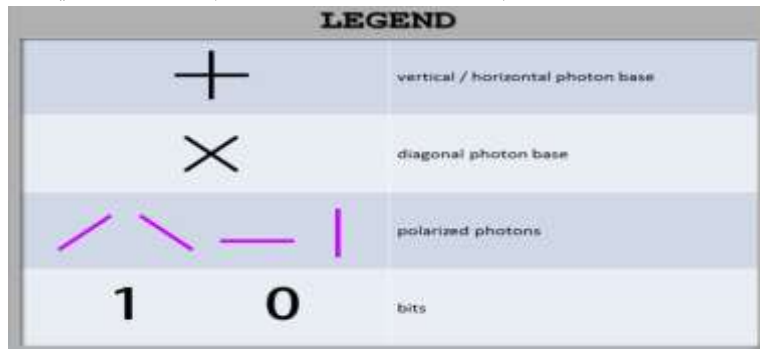 LEGEND
vertical / horizontal photon base
diagonal photon base
polarized photons
1 0
bits